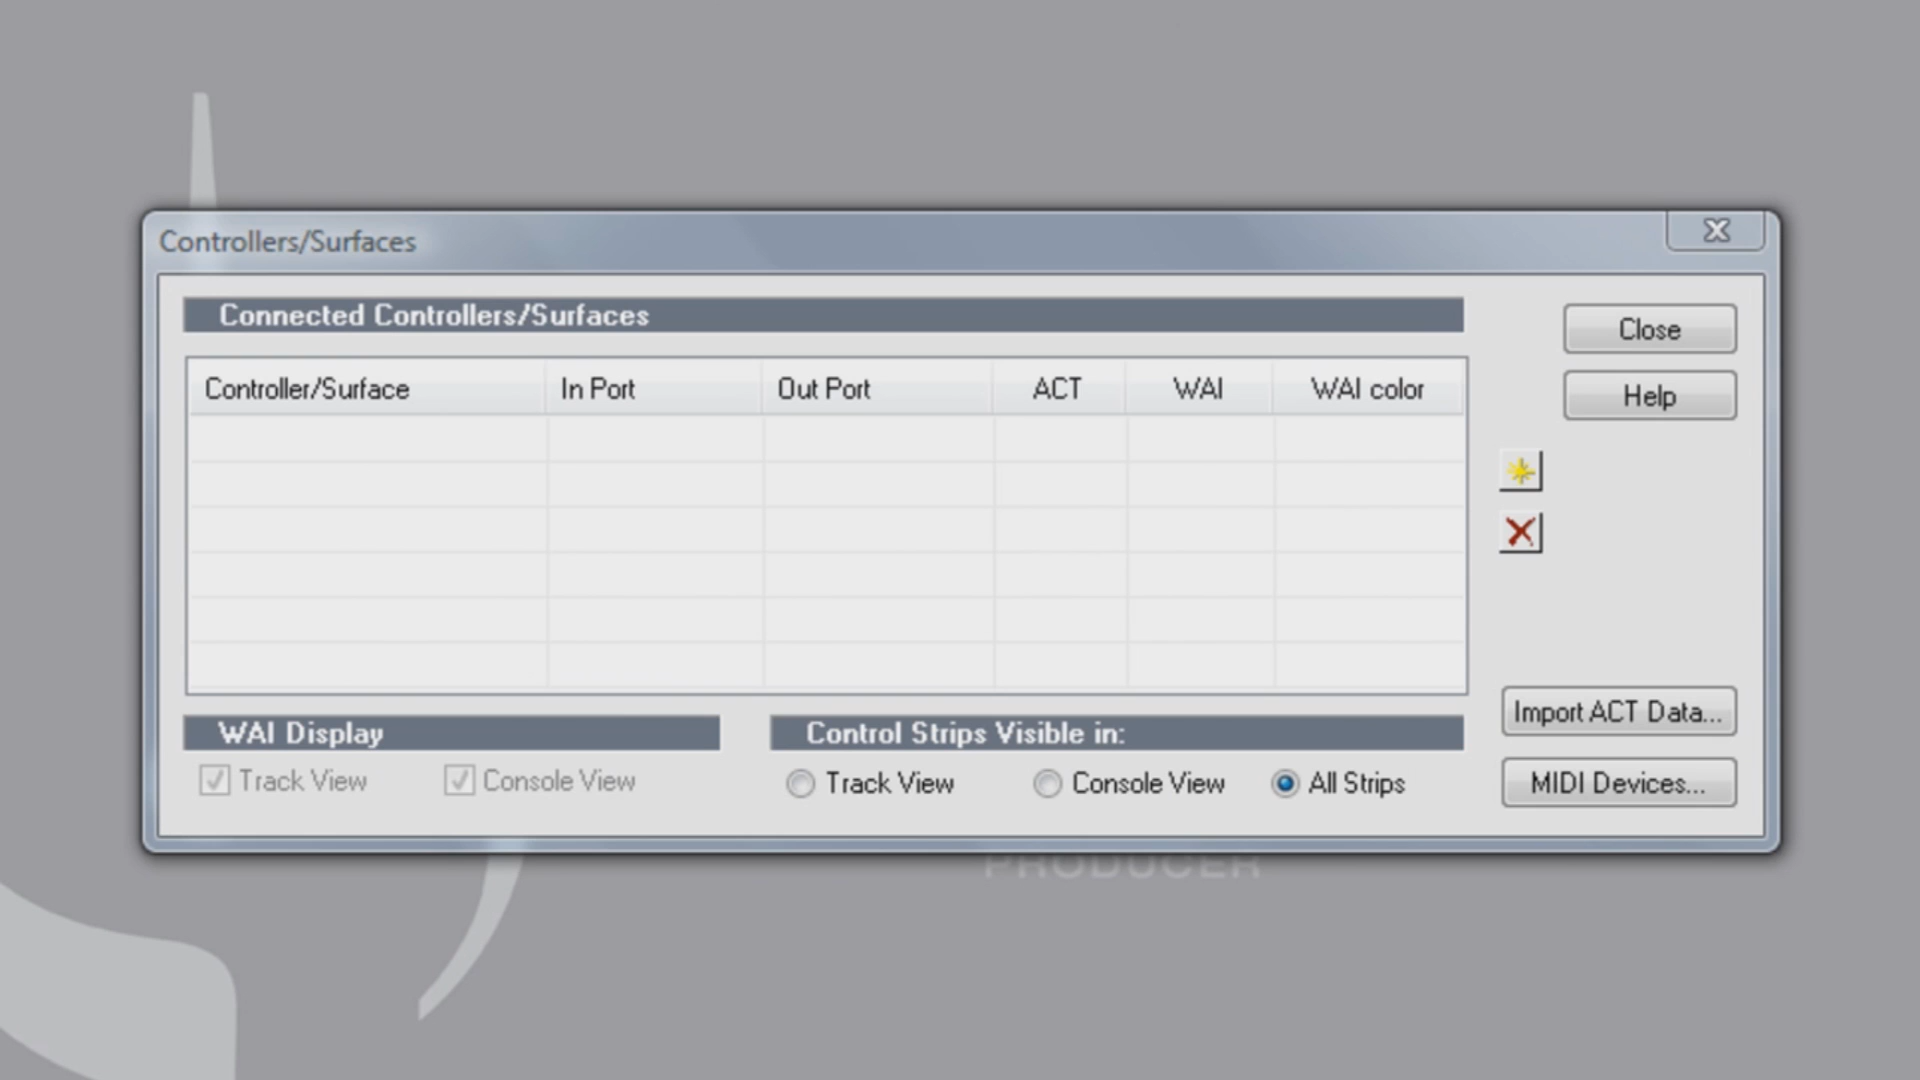 Controllers/Surfaces
Connected Controllers/Surfaces
Close
Controller/Surface In Port Out Port ACT WAI WAI color
Help
Import ACT Data...
WAI Display Control Strips Visible in:
Track View Console View Track View Console View All Strips
MIDI Devices...
PRODUCER